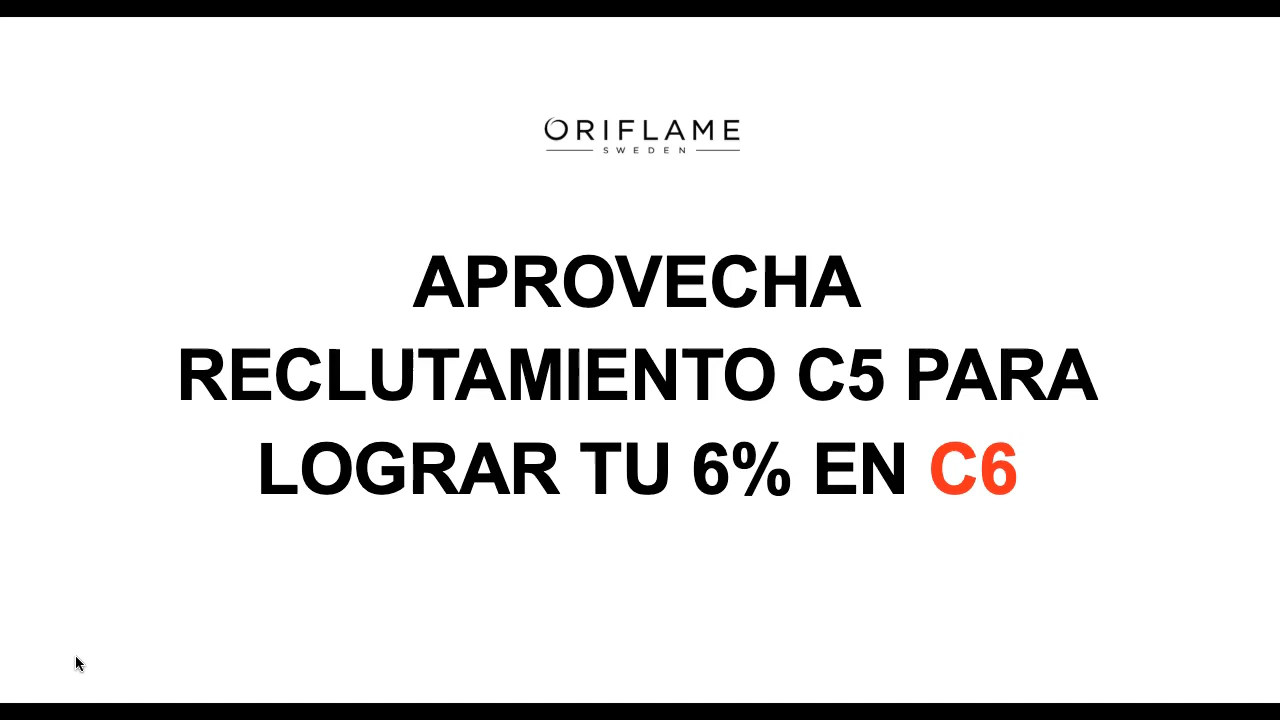 ORIFLAME
SWEDEN
APROVECHA
RECLUTAMIENTO C5 PARA
LOGRAR TU 6% EN C6